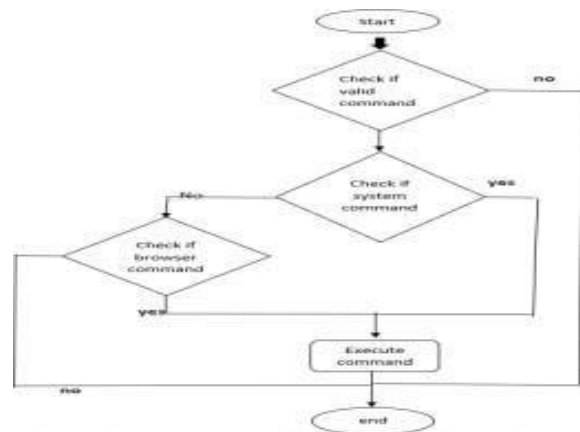 start
Check if
valid
command
no
Check if
system
command
yes
No
Check if
browser
command
yes
Execute
command
no
end